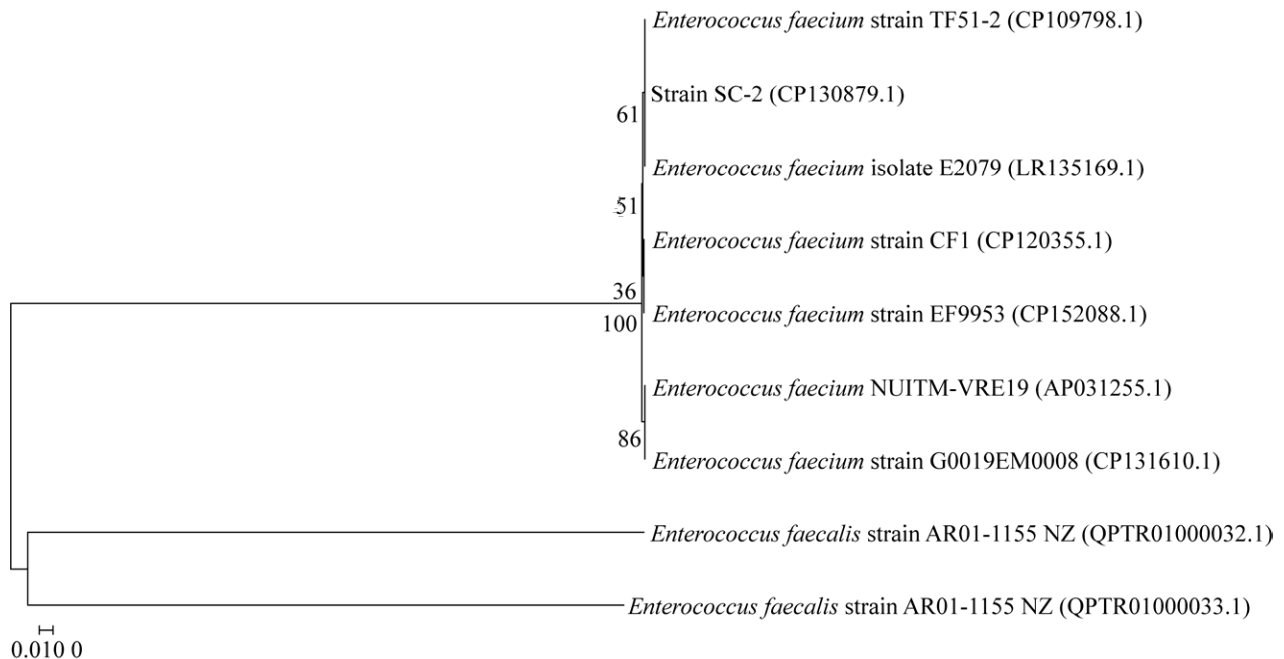 Enterococcus faecium strain TF51-2 (CP109798.1)
Strain SC-2 (CP130879.1)
61
Enterococcus faecium isolate E2079 (LR135169.1)
51
Enterococcus faecium strain CF1 (CP120355.1)
36
Enterococcus faecium strain EF9953 (CP152088.1)
100
Enterococcus faecium NUITM-VRE19 (AP031255.1)
86
Enterococcus faecium strain G0019EM0008 (CP131610.1)
Enterococcus faecalis strain AR01-1155 NZ (QPTR01000032.1)
Enterococcus faecalis strain AR01-1155 NZ (QPTR01000033.1)
0.010 0